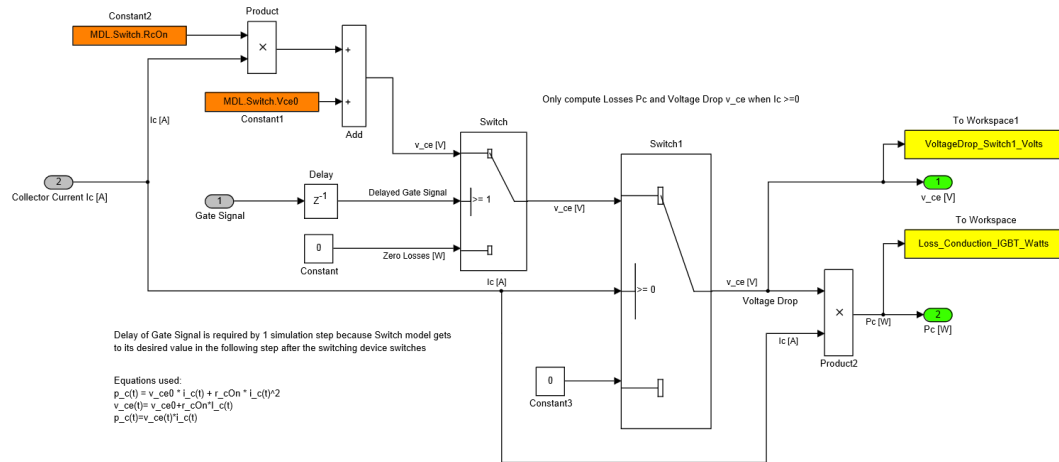 Constant2
MDL.Switch.RcOn
Product
×
MDL.Switch.Vce0
Constant1
+
+
Add
Ic [A]
2
Collector Current Ic [A]
1
Gate Signal
Delay
Z-1
Delayed Gate Signal
0
Constant
Zero Losses [W]
v_ce [V]
Switch
>= 1
v_ce [V]
Only compute Losses Pc and Voltage Drop v_ce when Ic >=0
Switch1
>= 0
Ic [A]
0
Constant3
v_ce [V]
Voltage Drop
To Workspace1
VoltageDrop_Switch1_Volts
1
v_ce [V]
To Workspace
Loss_Conduction_IGBT_Watts
×
Product2
Ic [A]
Pc [W]
2
Pc [W]
Delay of Gate Signal is required by 1 simulation step because Switch model gets
to its desired value in the following step after the switching device switches
Equations used:
p_c(t) = v_ce0 * i_c(t) + r_cOn * i_c(t)^2
v_ce(t)= v_ce0+r_cOn*I_c(t)
p_c(t)=v_ce(t)*i_c(t)